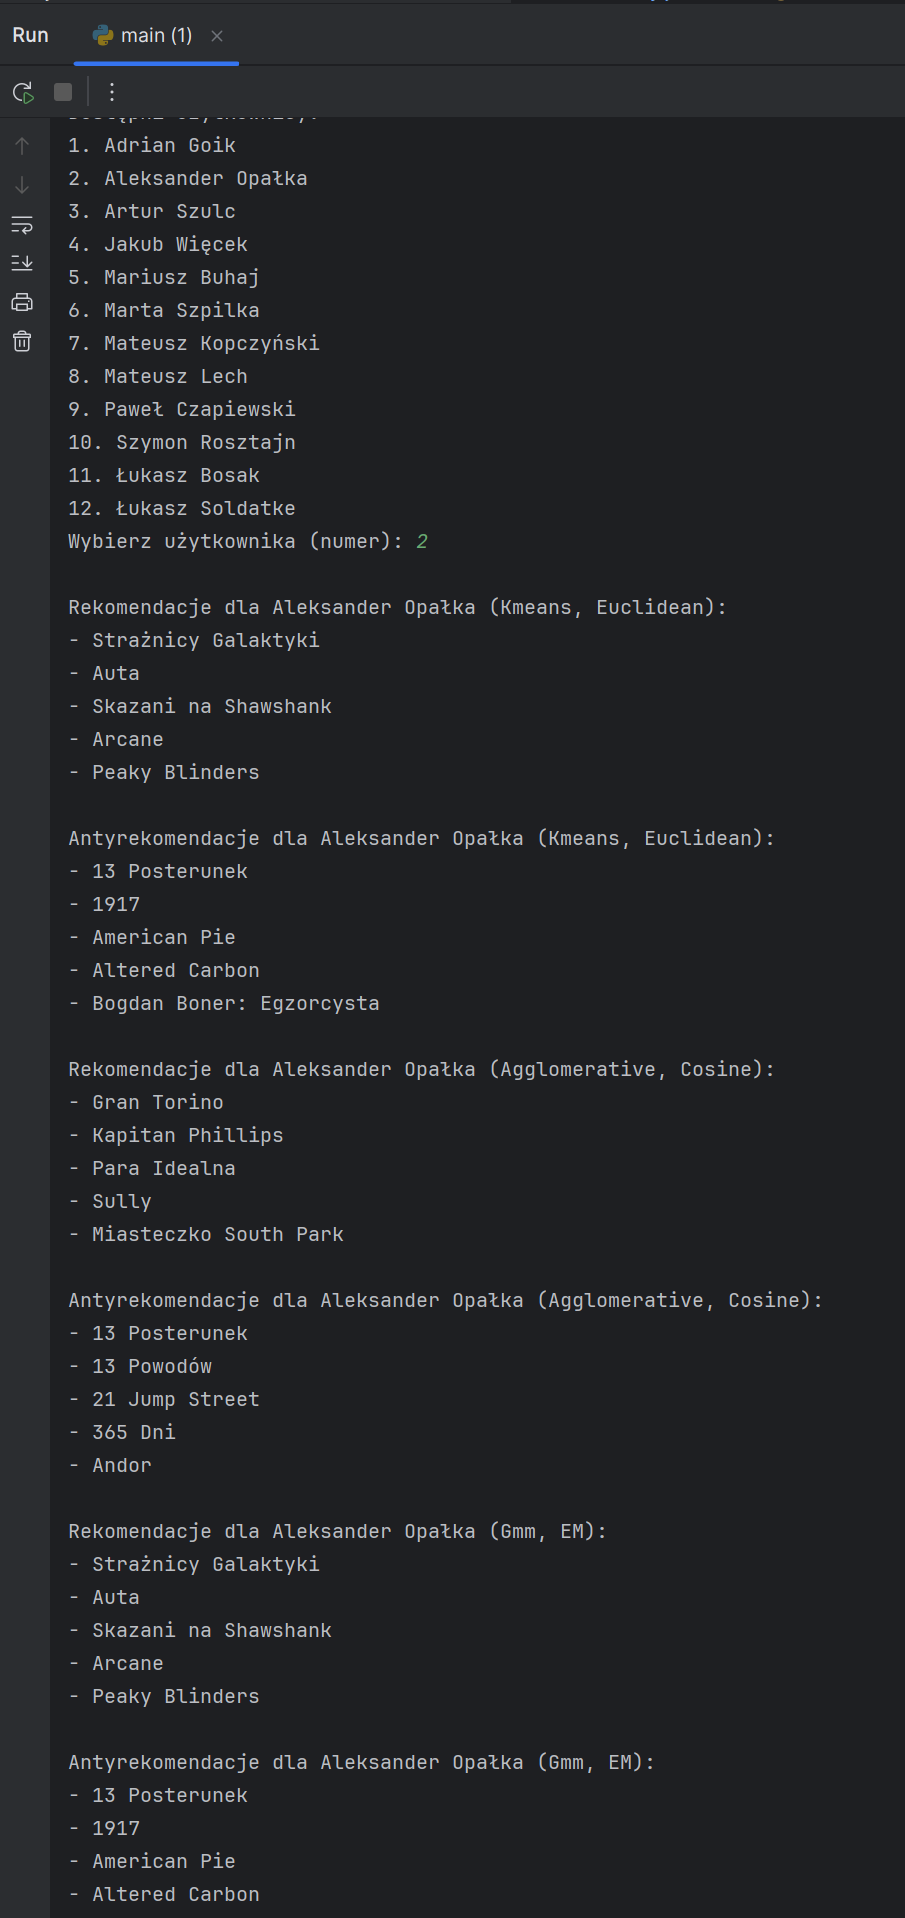 Run main (1)
1. Adrian Goik
2. Aleksander Opałka
3. Artur Szulc
4. Jakub Więcek
5. Mariusz Buhaj
6. Marta Szpilka
7. Mateusz Kopczyński
8. Mateusz Lech
9. Paweł Czapiewski
10. Szymon Rosztajn
11. Łukasz Bosak
12. Łukasz Soldatke
Wybierz użytkownika (numer): 2
Rekomendacje dla Aleksander Opałka (Kmeans, Euclidean):
- Strażnicy Galaktyki
- Auta
- Skazani na Shawshank
- Arcane
- Peaky Blinders
Antyrekomendacje dla Aleksander Opałka (Kmeans, Euclidean):
- 13 Posterunek
- 1917
- American Pie
- Altered Carbon
- Bogdan Boner: Egzorcysta
Rekomendacje dla Aleksander Opałka (Agglomerative, Cosine):
- Gran Torino
- Kapitan Phillips
- Para Idealna
- Sully
- Miasteczko South Park
Antyrekomendacje dla Aleksander Opałka (Agglomerative, Cosine):
- 13 Posterunek
- 13 Powodów
- 21 Jump Street
- 365 Dni
- Andor
Rekomendacje dla Aleksander Opałka (Gmm, EM):
- Strażnicy Galaktyki
- Auta
- Skazani na Shawshank
- Arcane
- Peaky Blinders
Antyrekomendacje dla Aleksander Opałka (Gmm, EM):
- 13 Posterunek
- 1917
- American Pie
- Altered Carbon